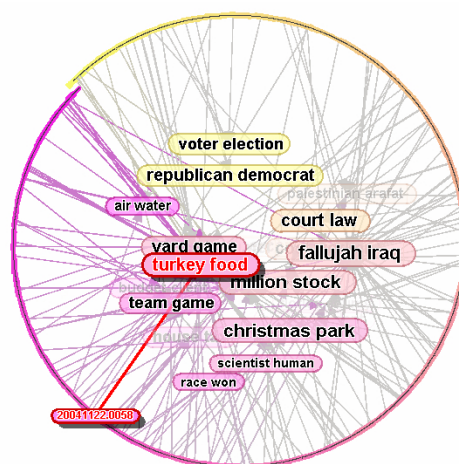 voter election
republican democrat
palestinian arafat
air water
court law
yard game
fallujah iraq
turkey food
million stock
team game
christmas park
scientist human
race won
20041122:0058